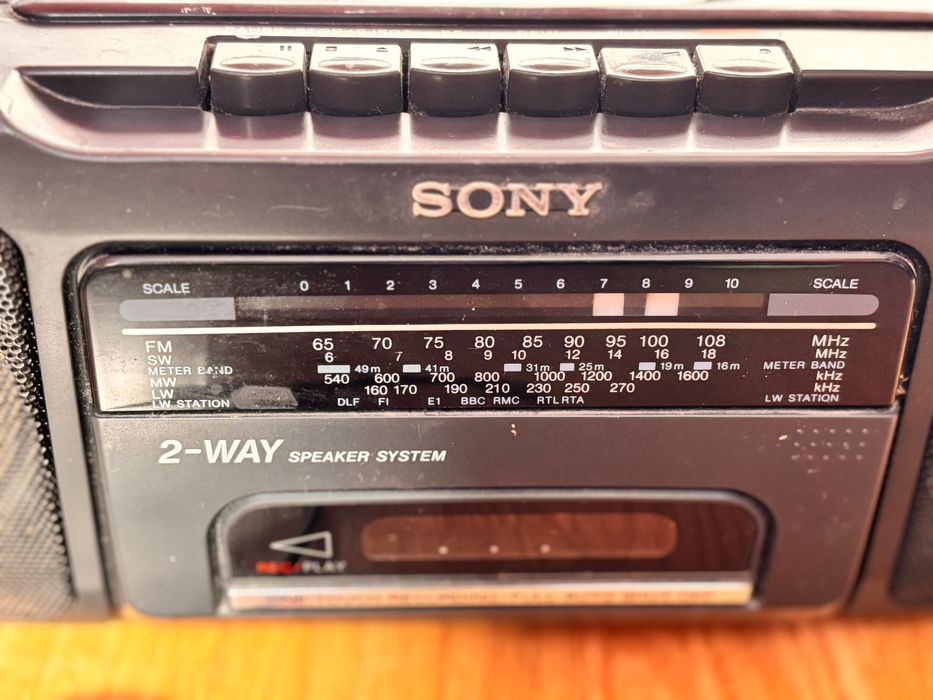 SONY
SCALE 0 1 2 3 4 5 6 7 8 9 10 SCALE
FM 65 70 75 80 85 90 95 100 108 MHz
SW 6 7 8 9 10 12 14 16 18 MHz
METER BAND 49m 41m 31m 25m 19m 16m METER BAND
MW 540 600 700 800 1000 1200 1400 1600 kHz
LW 160 170 190 210 230 250 270 kHz
LW STATION DLF FI E1 BBC RMC RTL RTA LW STATION
2-WAY SPEAKER SYSTEM
REC/PLAY